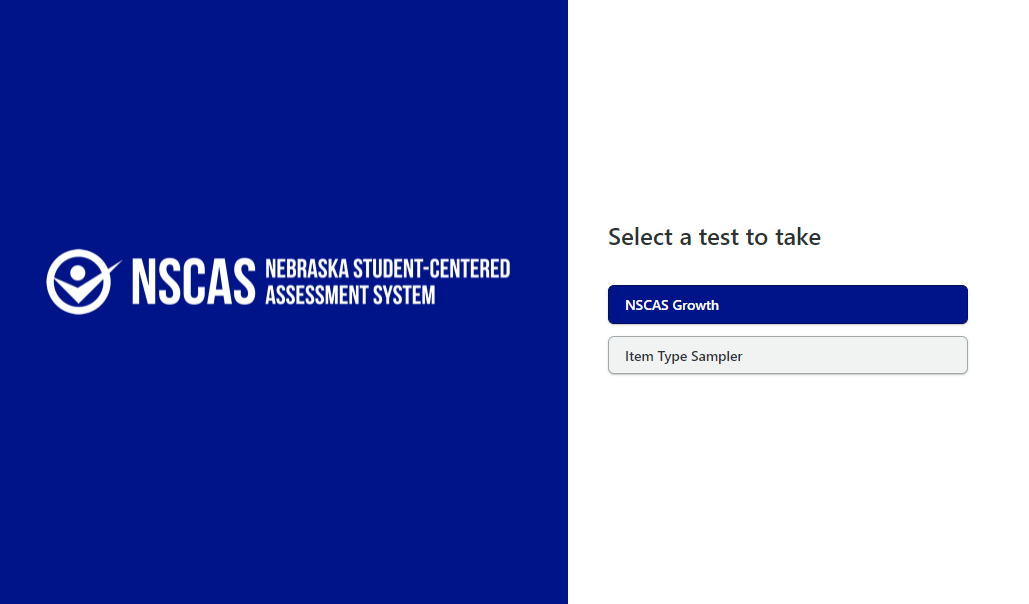 NSCAS
NEBRASKA STUDENT-CENTERED
ASSESSMENT SYSTEM
Select a test to take
NSCAS Growth
Item Type Sampler